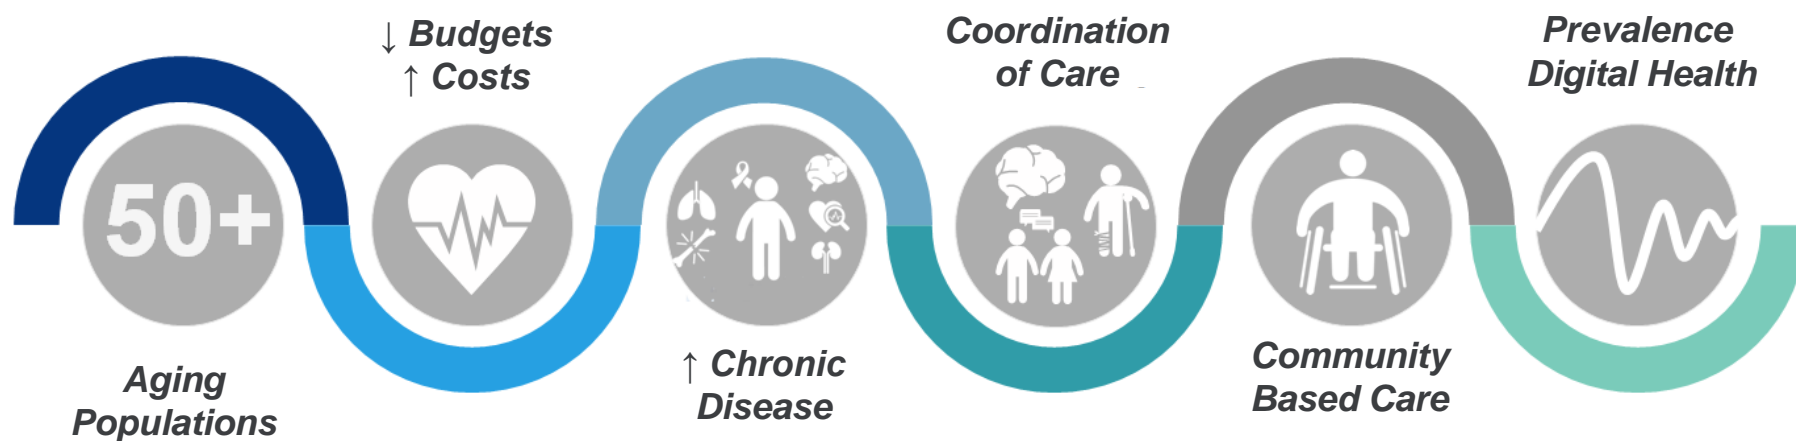 50+
Aging
Populations
↓ Budgets
↑ Costs
↑ Chronic
Disease
Coordination
of Care
Community
Based Care
Prevalence
Digital Health